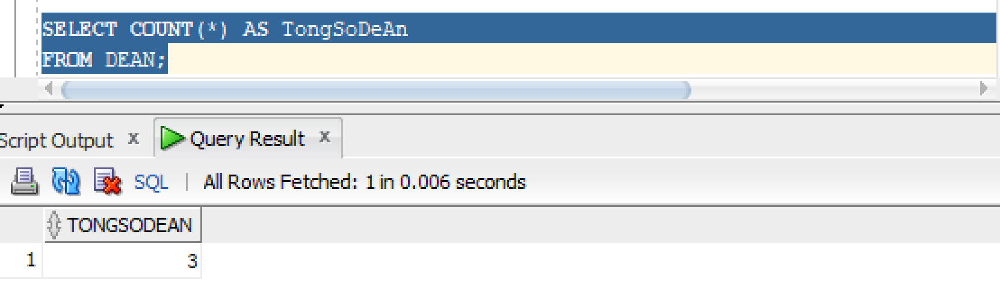 SELECT COUNT(*) AS TongSoDeAn
FROM DEAN;
Script Output x Query Result x
SQL | All Rows Fetched: 1 in 0.006 seconds
TONGSODEAN
1 3